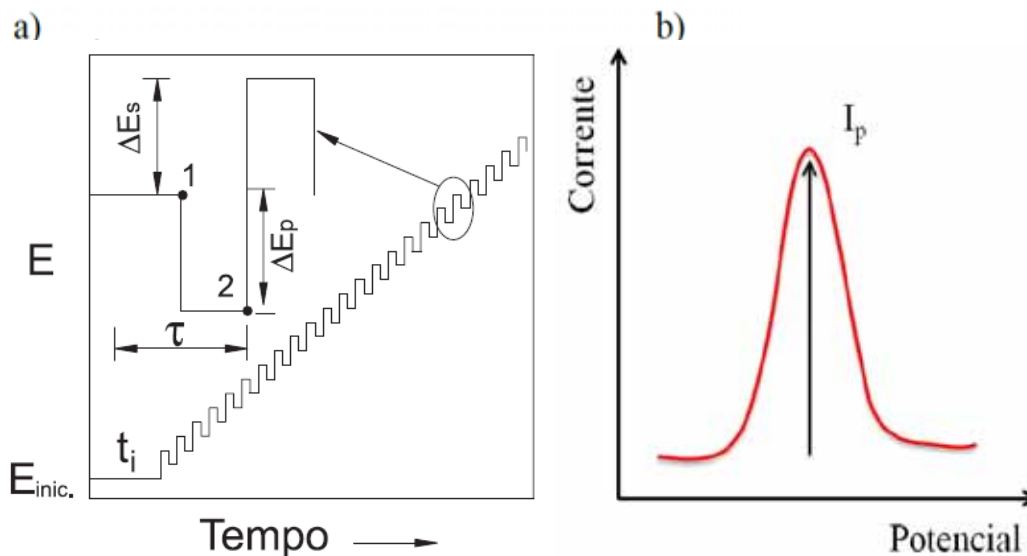 a)
ΔEs
1
E
ΔEp
2
τ
ti
Einic.
Tempo
b)
Corrente
Ip
Potencial